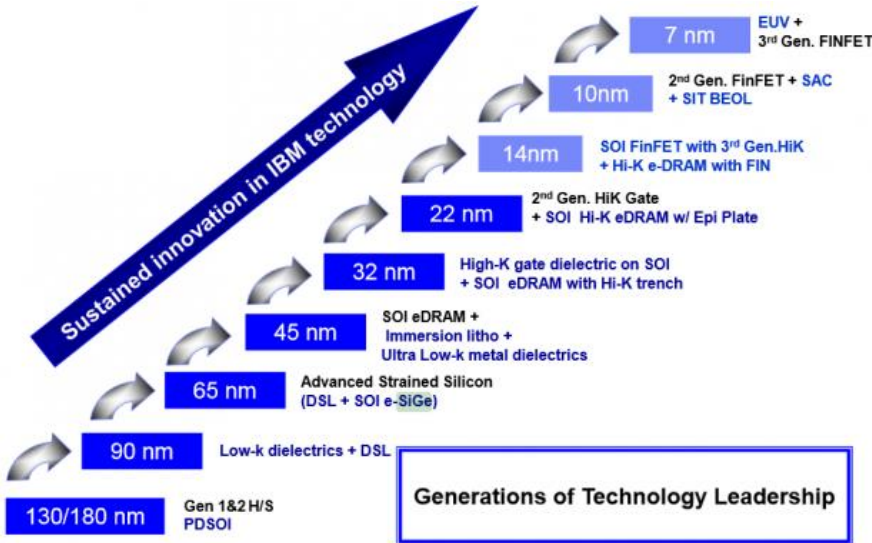 Sustained innovation in IBM technology
7 nm
EUV +
3rd Gen. FINFET
10nm
2nd Gen. FinFET + SAC
+ SIT BEOL
14nm
SOI FinFET with 3rd Gen.HiK
+ Hi-K e-DRAM with FIN
22 nm
2nd Gen. HiK Gate
+ SOI Hi-K eDRAM w/ Epi Plate
32 nm
High-K gate dielectric on SOI
+ SOI eDRAM with Hi-K trench
45 nm
SOI eDRAM +
Immersion litho +
Ultra Low-k metal dielectrics
65 nm
Advanced Strained Silicon
(DSL + SOI e-SiGe)
90 nm
Low-k dielectrics + DSL
130/180 nm
Gen 1&2 H/S
PDSOI
Generations of Technology Leadership